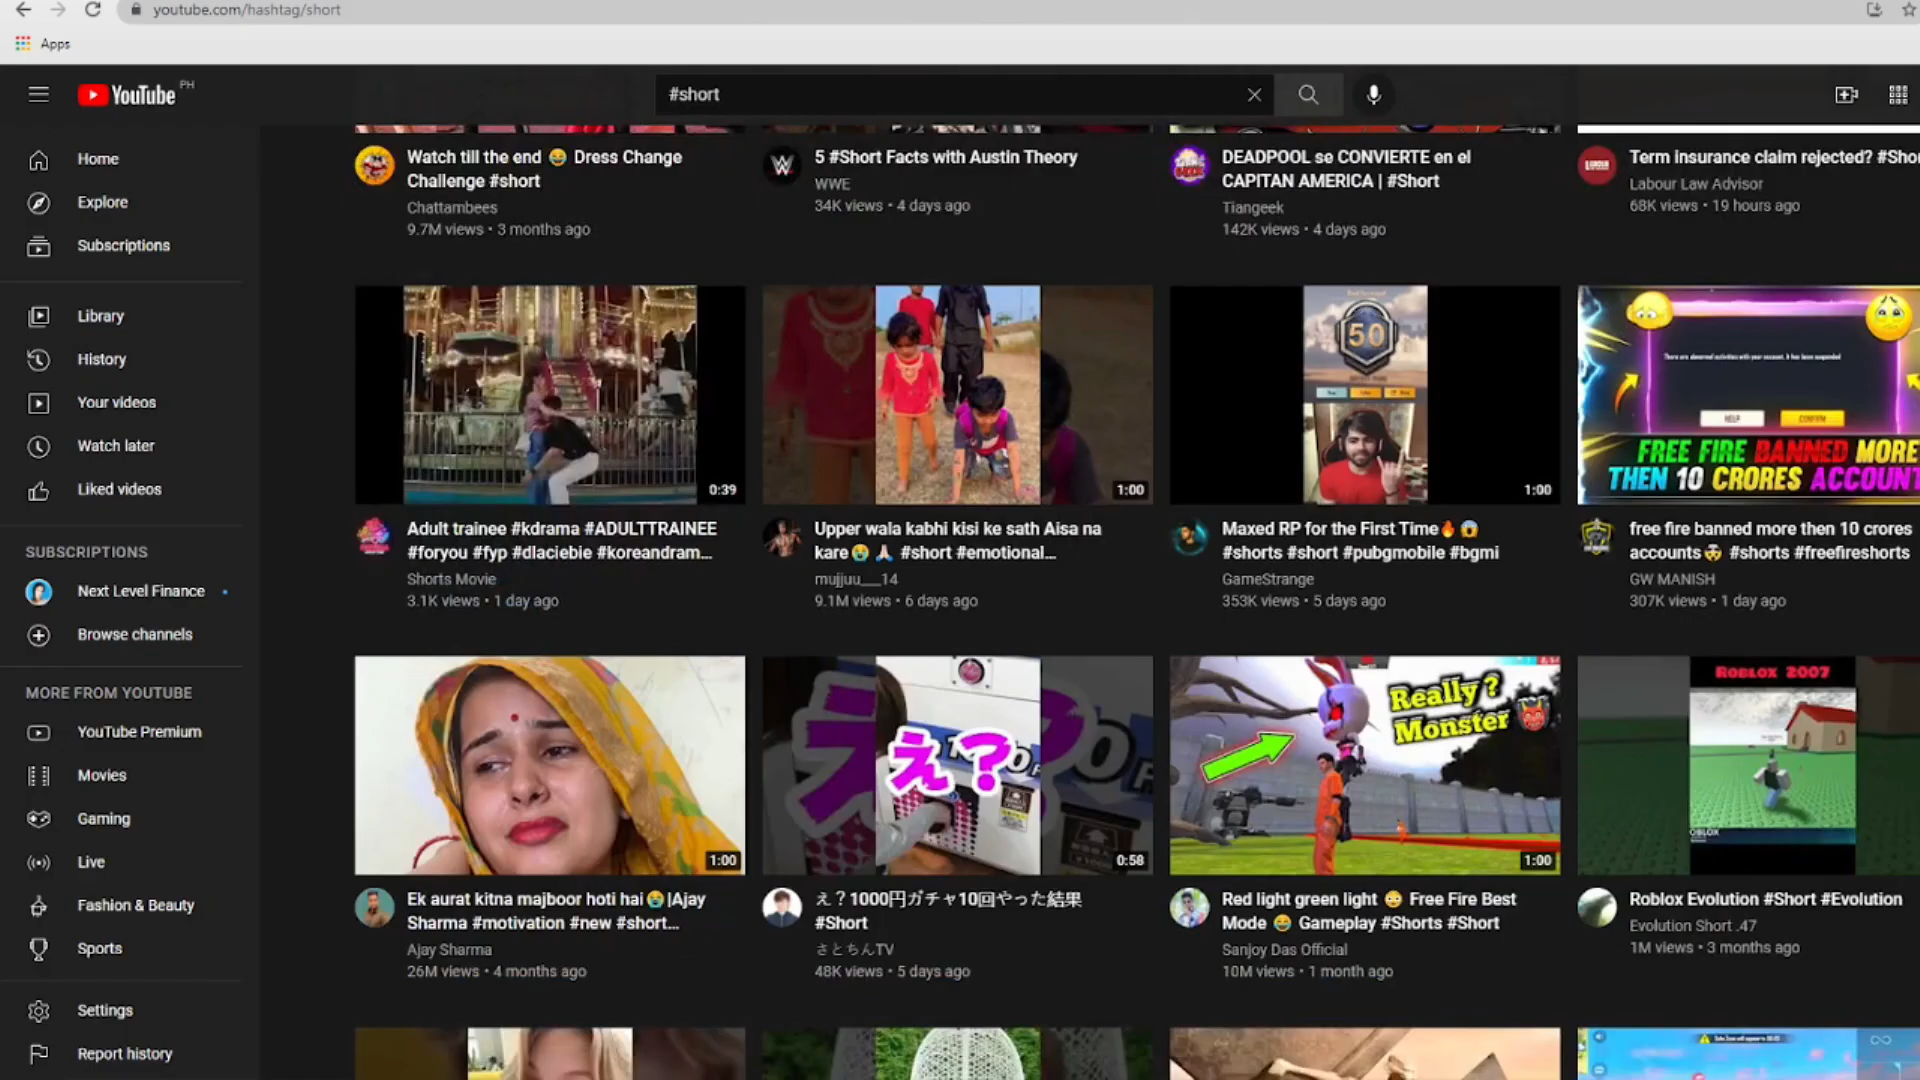 youtube.com/hashtag/short
Apps
YouTube PH
#short
Home
Explore
Subscriptions
Library
History
Your videos
Watch later
Liked videos
SUBSCRIPTIONS
Next Level Finance
Browse channels
MORE FROM YOUTUBE
YouTube Premium
Movies
Gaming
Live
Fashion & Beauty
Sports
Settings
Report history
Watch till the end 😂 Dress Change
Challenge #short
Chattambees
9.7M views • 3 months ago
5 #Short Facts with Austin Theory
WWE
34K views • 4 days ago
DEADPOOL se CONVIERTE en el
CAPITAN AMERICA | #Short
Tiangeek
142K views • 4 days ago
Term insurance claim rejected?
Labour Law Advisor
68K views • 19 hours ago
0:39
Adult trainee #kdrama #ADULTTRAINEE
#foryou #fyp #dlaciebie #koreandram...
Shorts Movie
3.1K views • 1 day ago
1:00
Upper wala kabhi kisi ke sath Aisa na
kare😭🙏🏻 #short #emotional...
mujjuu__14
9.1M views • 6 days ago
50
1:00
Maxed RP for the First Time🔥😱
#shorts #short #pubgmobile #bgmi
GameStrange
353K views • 5 days ago
There are abnormal activities with your account. It has been suspended
HELP
CONFIRM
FREE FIRE BANNED MORE
THEN 10 CRORES ACCOUNT
free fire banned more then 10 crores
accounts🤯 #shorts #freefireshorts
GW MANISH
307K views • 1 day ago
1:00
Ek aurat kitna majboor hoti hai😭|Ajay
Sharma #motivation #new #short...
Ajay Sharma
26M views • 4 months ago
え？
0:58
え？1000円ガチャ10回やった結果
#Short
さとちんTV
48K views • 5 days ago
Really ?
Monster
1:00
Red light green light 😳 Free Fire Best
Mode 😂 Gameplay #Shorts #Short
Sanjoy Das Official
10M views • 1 month ago
ROBLOX 2007
Roblox Evolution #Short #Evolution
Evolution Short .47
1M views • 3 months ago